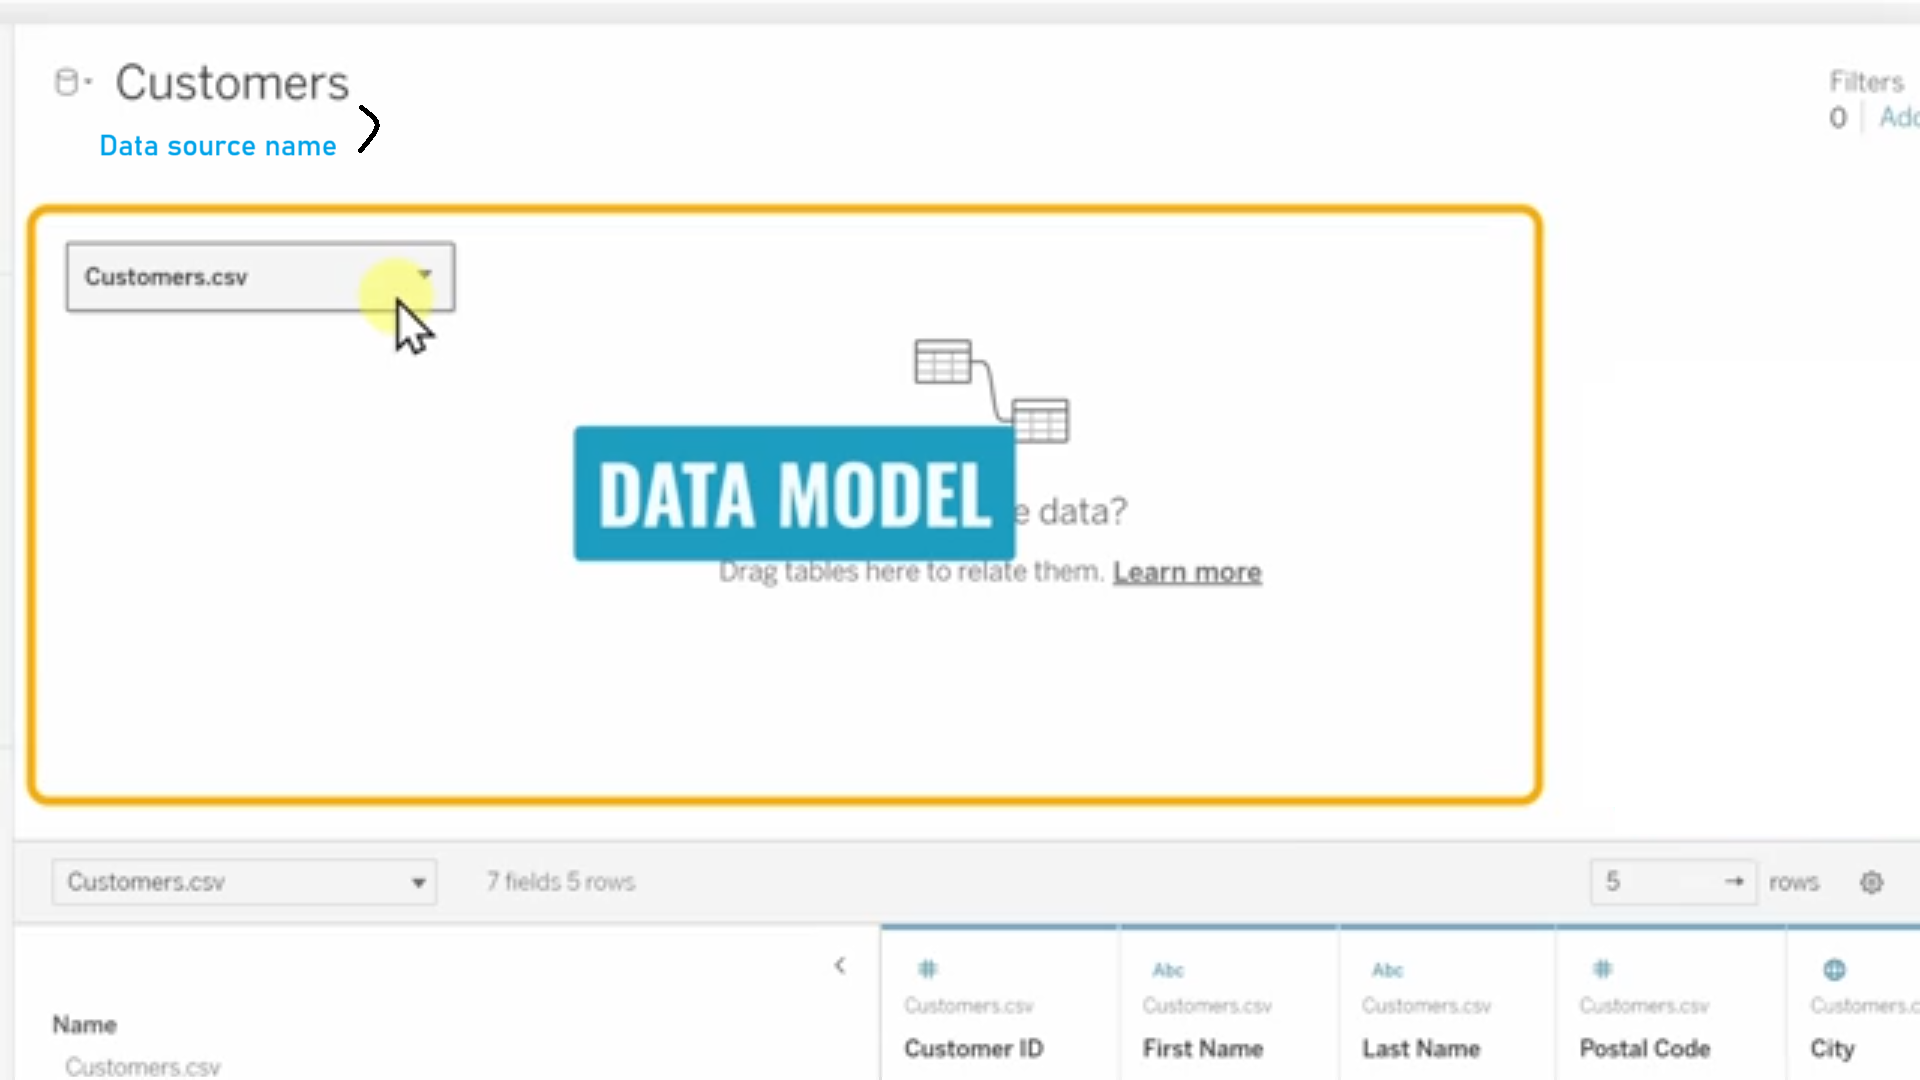 Customers
Filters
Data source name
0
Customers.csv
DATA MODEL
data?
Drag tables here to relate them. Learn more
Customers.csv 7 fields 5 rows 5 → rows
# Abc Abc #
Customers.csv Customers.csv Customers.csv Customers.csv
Name
Customer ID First Name Last Name Postal Code City
Customers.csv